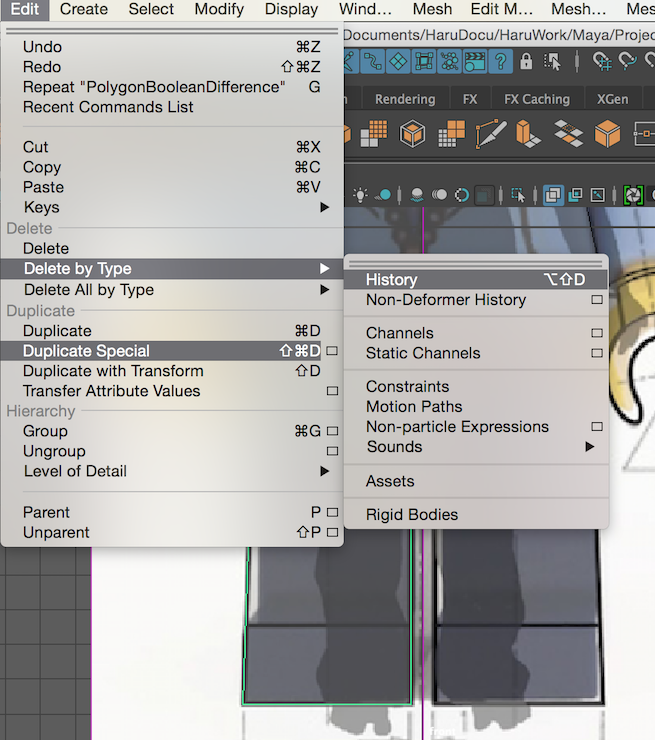 Edit Create Select Modify Display Wind... Mesh Edit M... Mesh... Mes
Documents/HaruDocu/HaruWork/Maya/Projec
Undo ⌘Z
Redo ⇧⌘Z
Repeat "PolygonBooleanDifference" G
Recent Commands List
Rendering FX FX Caching XGen
Cut ⌘X
Copy ⌘C
Paste ⌘V
Keys
Delete
Delete
Delete by Type
Delete All by Type
Duplicate
Duplicate ⌘D
Duplicate Special ⇧⌘D
Duplicate with Transform ⇧D
Transfer Attribute Values
Hierarchy
Group ⌘G
Ungroup
Level of Detail
Parent P
Unparent ⇧P
History ⌥⇧D
Non-Deformer History
Channels
Static Channels
Constraints
Motion Paths
Non-particle Expressions
Sounds
Assets
Rigid Bodies